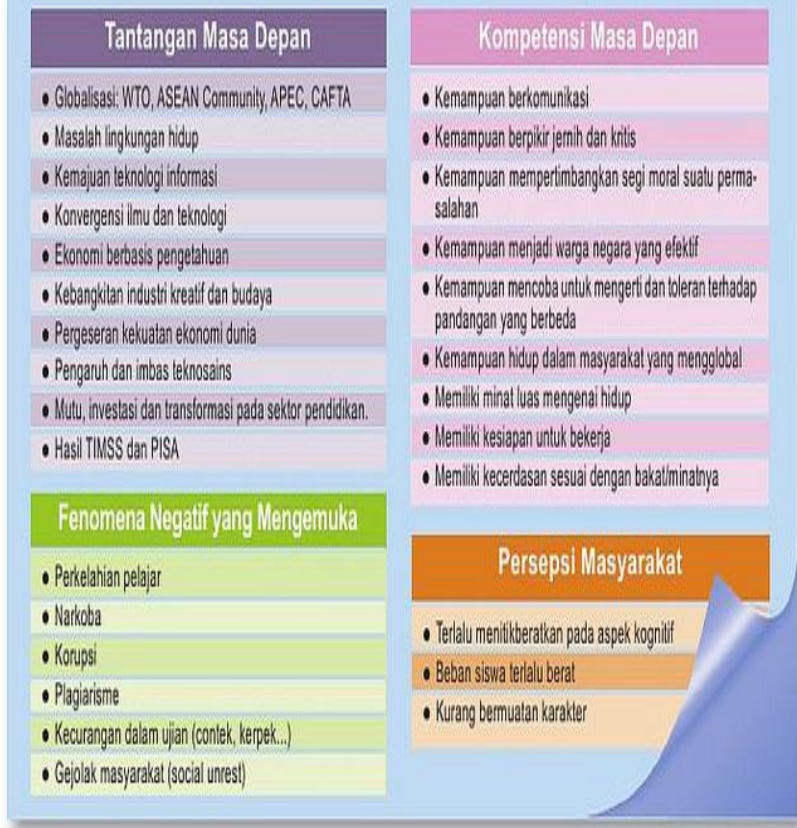 Tantangan Masa Depan
• Globalisasi: WTO, ASEAN Community, APEC, CAFTA
• Masalah lingkungan hidup
• Kemajuan teknologi informasi
• Konvergensi ilmu dan teknologi
• Ekonomi berbasis pengetahuan
• Kebangkitan industri kreatif dan budaya
• Pergeseran kekuatan ekonomi dunia
• Pengaruh dan imbas teknosains
• Mutu, investasi dan transformasi pada sektor pendidikan.
• Hasil TIMSS dan PISA
Fenomena Negatif yang Mengemuka
• Perkelahian pelajar
• Narkoba
• Korupsi
• Plagiarisme
• Kecurangan dalam ujian (contek, kerpek...)
• Gejolak masyarakat (social unrest)
Kompetensi Masa Depan
• Kemampuan berkomunikasi
• Kemampuan berpikir jernih dan kritis
• Kemampuan mempertimbangkan segi moral suatu perma-
salahan
• Kemampuan menjadi warga negara yang efektif
• Kemampuan mencoba untuk mengerti dan toleran terhadap
pandangan yang berbeda
• Kemampuan hidup dalam masyarakat yang mengglobal
• Memiliki minat luas mengenai hidup
• Memiliki kesiapan untuk bekerja
• Memiliki kecerdasan sesuai dengan bakat/minatnya
Persepsi Masyarakat
• Terlalu menitikberatkan pada aspek kognitif
• Beban siswa terlalu berat
• Kurang bermuatan karakter